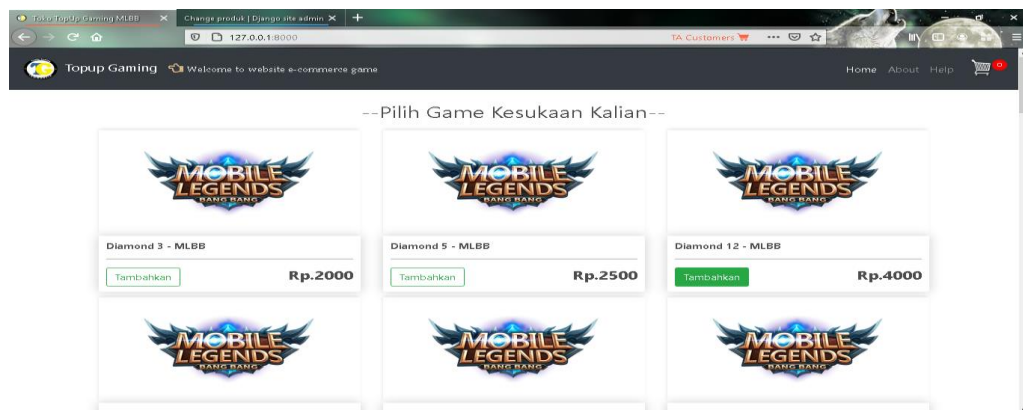 Toko TopUp Gaming MLBB
Change produk | Django site admin
127.0.0.1:8000
TA Customers
Topup Gaming
Welcome to website e-commerce game
Home About Help
0
--Pilih Game Kesukaan Kalian--
MOBILE LEGENDS BANG BANG
MOBILE LEGENDS BANG BANG
MOBILE LEGENDS BANG BANG
Diamond 3 - MLBB
Diamond 5 - MLBB
Diamond 12 - MLBB
Tambahkan Rp.2000
Tambahkan Rp.2500
Tambahkan Rp.4000
MOBILE LEGENDS BANG BANG
MOBILE LEGENDS BANG BANG
MOBILE LEGENDS BANG BANG